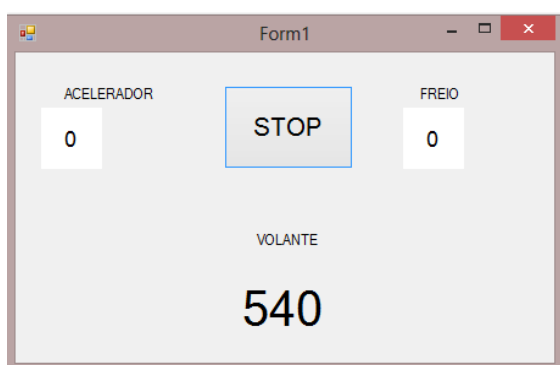 Form1
ACELERADOR
FREIO
STOP
0
0
VOLANTE
540